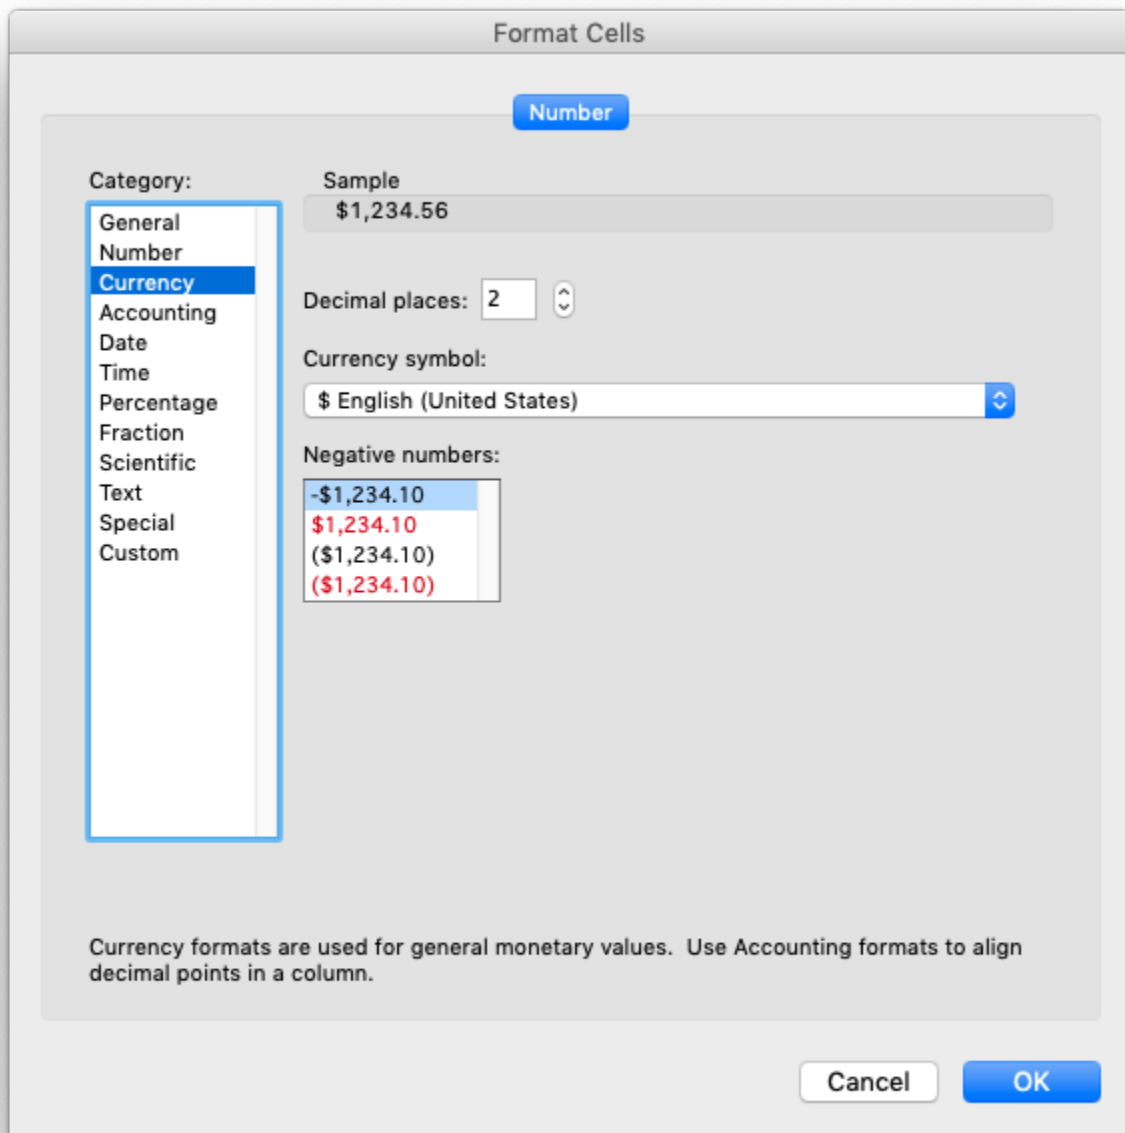 Format Cells
Number
Category:
General
Number
Currency
Accounting
Date
Time
Percentage
Fraction
Scientific
Text
Special
Custom
Sample
$1,234.56
Decimal places: 2
Currency symbol:
$ English (United States)
Negative numbers:
-$1,234.10
$1,234.10
($1,234.10)
($1,234.10)
Currency formats are used for general monetary values.  Use Accounting formats to align
decimal points in a column.
Cancel
OK